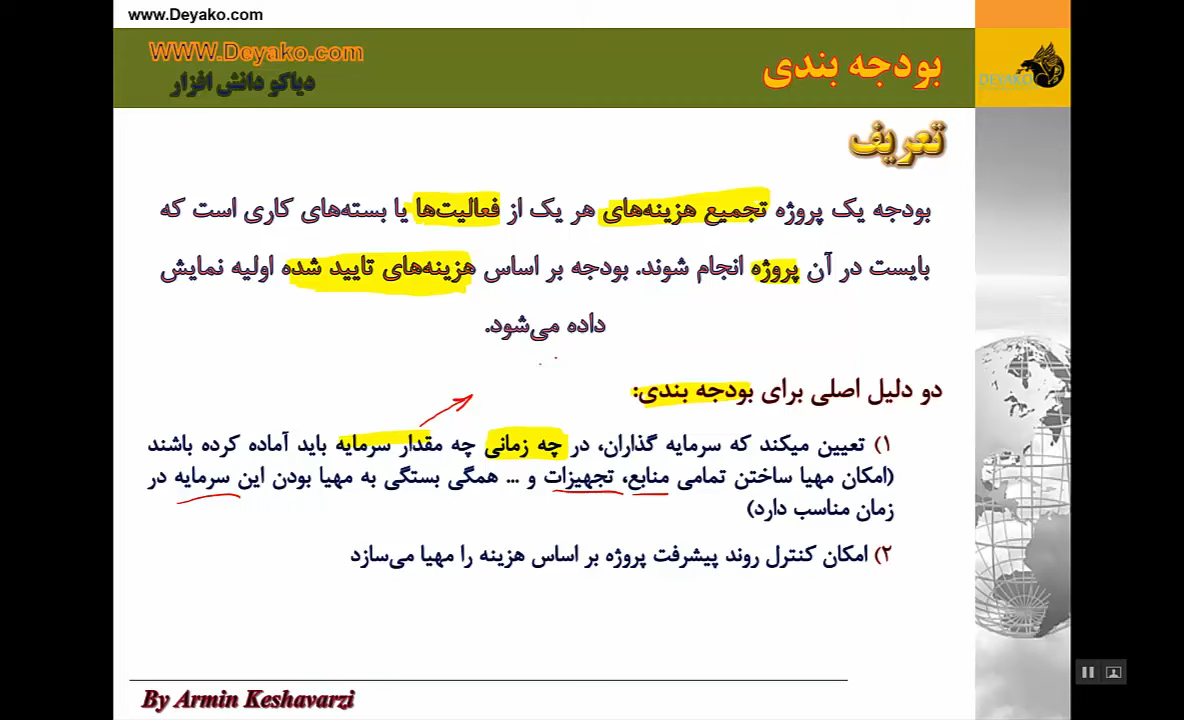 www.Deyako.com
WWW.Deyako.com
دیاکو دانش افزار
بودجه بندی
DEYAKO
تعریف
بودجه یک پروژه تجمیع هزینه‌های هر یک از فعالیت‌ها یا بسته‌های کاری است که
بایست در آن پروژه انجام شوند. بودجه بر اساس هزینه‌های تایید شده اولیه نمایش
داده می‌شود.
دو دلیل اصلی برای بودجه بندی:
۱) تعیین میکند که سرمایه گذاران، در چه زمانی چه مقدار سرمایه باید آماده کرده باشند
(امکان مهیا ساختن تمامی منابع، تجهیزات و ... همگی بستگی به مهیا بودن این سرمایه در
زمان مناسب دارد)
۲) امکان کنترل روند پیشرفت پروژه بر اساس هزینه را مهیا می‌سازد
By Armin Keshavarzi